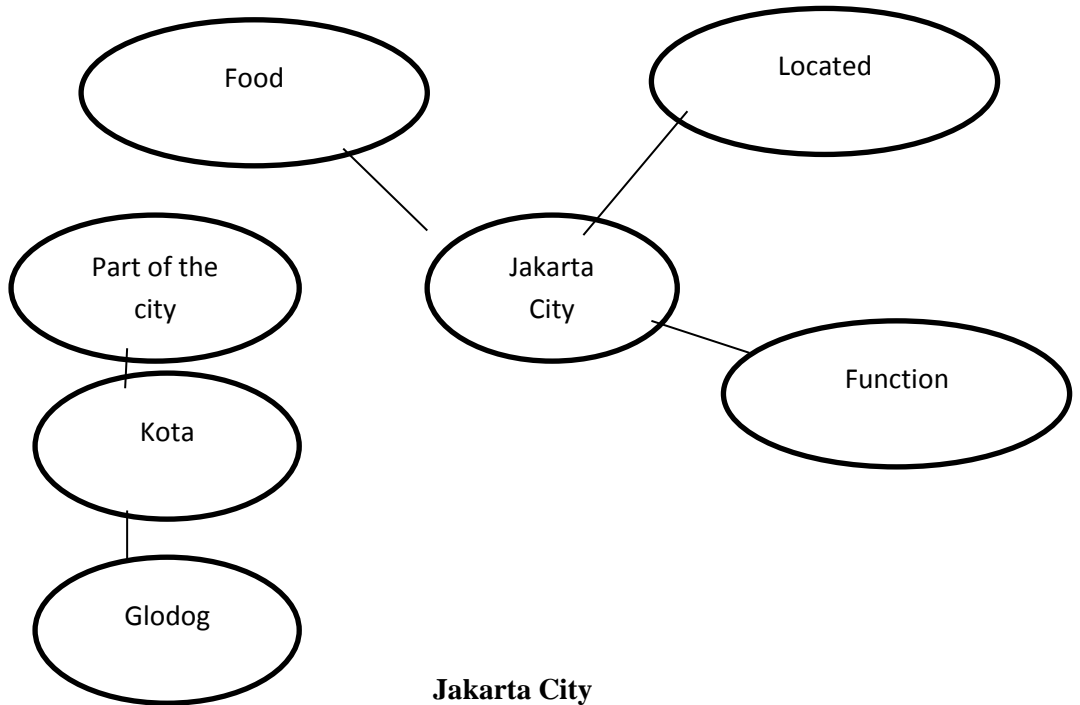 Food
Located
Part of the
city
Jakarta
City
Function
Kota
Glodog
Jakarta City